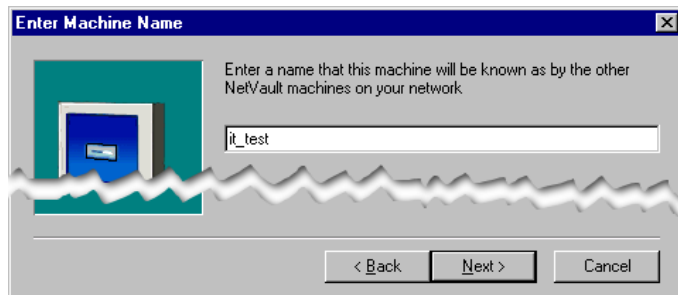 Enter Machine Name
Enter a name that this machine will be known as by the other
NetVault machines on your network
it_test
< Back
Next >
Cancel